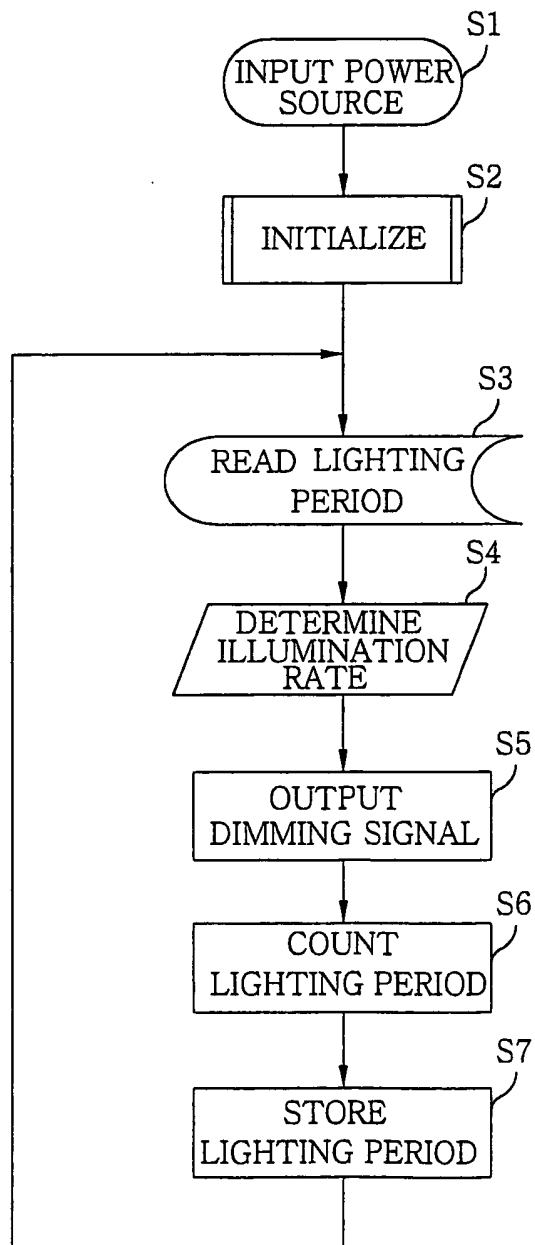 S1
INPUT POWER
SOURCE
S2
INITIALIZE
S3
READ LIGHTING
PERIOD
S4
DETERMINE
ILLUMINATION
RATE
S5
OUTPUT
DIMMING SIGNAL
S6
COUNT
LIGHTING PERIOD
S7
STORE
LIGHTING PERIOD